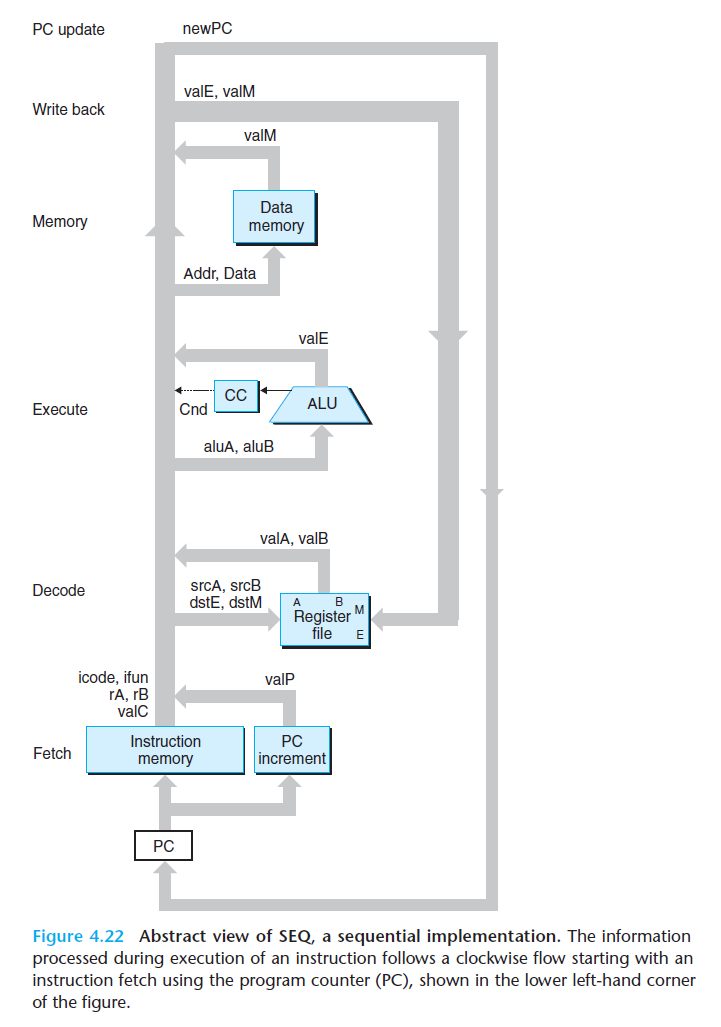 PC update
newPC
valE, valM
Write back
valM
Data
memory
Memory
Addr, Data
valE
CC
ALU
Execute
Cnd
aluA, aluB
valA, valB
Decode
srcA, srcB
dstE, dstM
A B
M
Register
file
E
icode, ifun
rA, rB
valC
valP
Fetch
Instruction
memory
PC
increment
PC
Figure 4.22 Abstract view of SEQ, a sequential implementation. The information
processed during execution of an instruction follows a clockwise flow starting with an
instruction fetch using the program counter (PC), shown in the lower left-hand corner
of the figure.